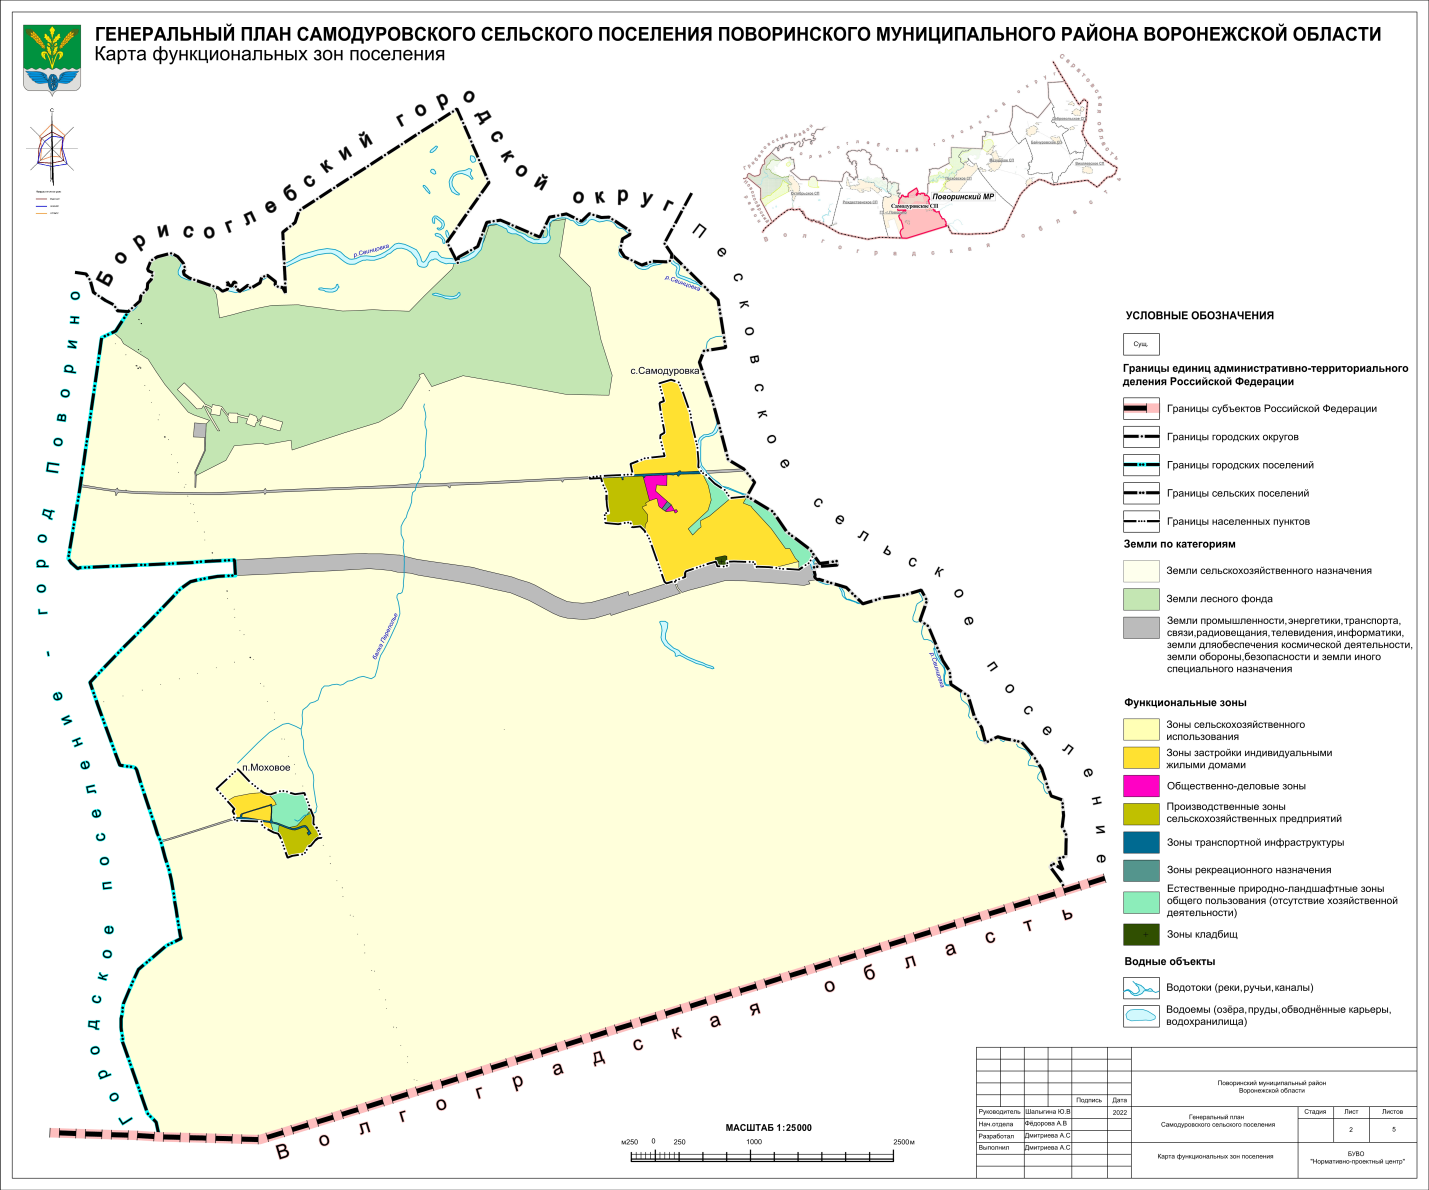 ГЕНЕРАЛЬНЫЙ ПЛАН САМОДУРОВСКОГО СЕЛЬСКОГО ПОСЕЛЕНИЯ ПОВОРИНСКОГО МУНИЦИПАЛЬНОГО РАЙОНА ВОРОНЕЖСКОЙ ОБЛАСТИ
Карта функциональных зон поселения
С
Борисоглебский городской округ
Песковское сельское поселение
Городское поселение - город Поворино
Волгоградская область
р.Свинцовка
р.Свинцовка
р.Свинцовка
с.Самодуровка
Балка Переполье
п.Моховое
Поворинский МР
Самодуровское СП
УСЛОВНЫЕ ОБОЗНАЧЕНИЯ
Сущ.
Границы единиц административно-территориального
деления Российской Федерации
Границы субъектов Российской Федерации
Границы городских округов
Границы городских поселений
Границы сельских поселений
Границы населенных пунктов
Земли по категориям
Земли сельскохозяйственного назначения
Земли лесного фонда
Земли промышленности, энергетики, транспорта,
связи,радиовещания, телевидения, информатики,
земли дляобеспечения космической деятельности,
земли обороны,безопасности и земли иного
специального назначения
Функциональные зоны
Зоны сельскохозяйственного
использования
Зоны застройки индивидуальными
жилыми домами
Общественно-деловые зоны
Производственные зоны
сельскохозяйственных предприятий
Зоны транспортной инфраструктуры
Зоны рекреационного назначения
Естественные природно-ландшафтные зоны
общего пользования (отсутствие хозяйственной
деятельности)
Зоны кладбищ
Водные объекты
Водотоки (реки,ручьи,каналы)
Водоемы (озёра,пруды,обводнённые карьеры,
водохранилища)
МАСШТАБ 1:25000
м250 0 250 1000 2500м
Поворинский муниципальный район
Воронежской области
Подпись Дата
Руководитель Шалыгина Ю.В 2022
Нач.отдела Фёдорова А.В
Разработал Дмитриева А.С
Выполнил Дмитриева А.С
Генеральный план
Самодуровского сельского поселения
Стадия Лист Листов
2 5
Карта функциональных зон поселения
БУВО
"Нормативно-проектный центр"